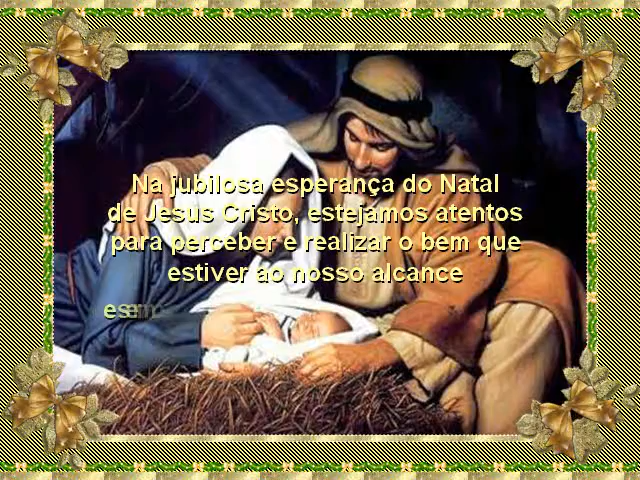 Na jubilosa esperança do Natal
de Jesus Cristo, estejamos atentos
para perceber e realizar o bem que
estiver ao nosso alcance